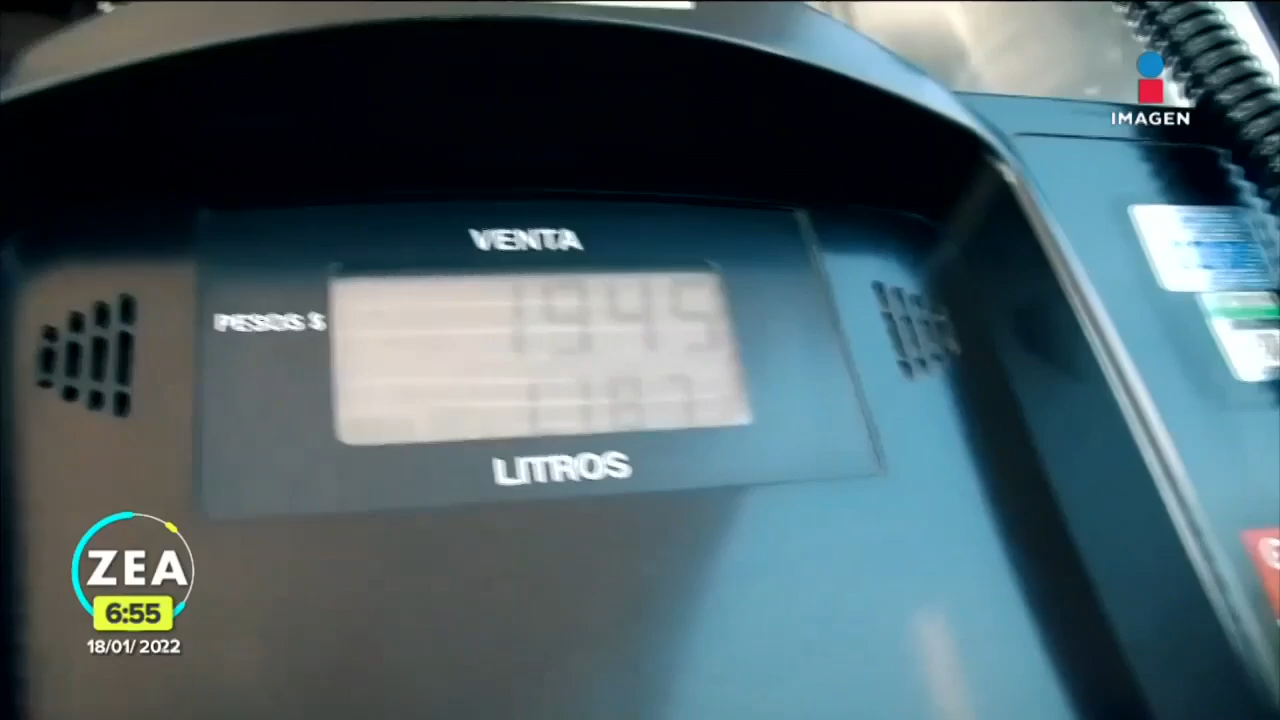 IMAGEN
VENTA
PESOS $
1945
LITROS
ZEA
6:55
18/01/2022